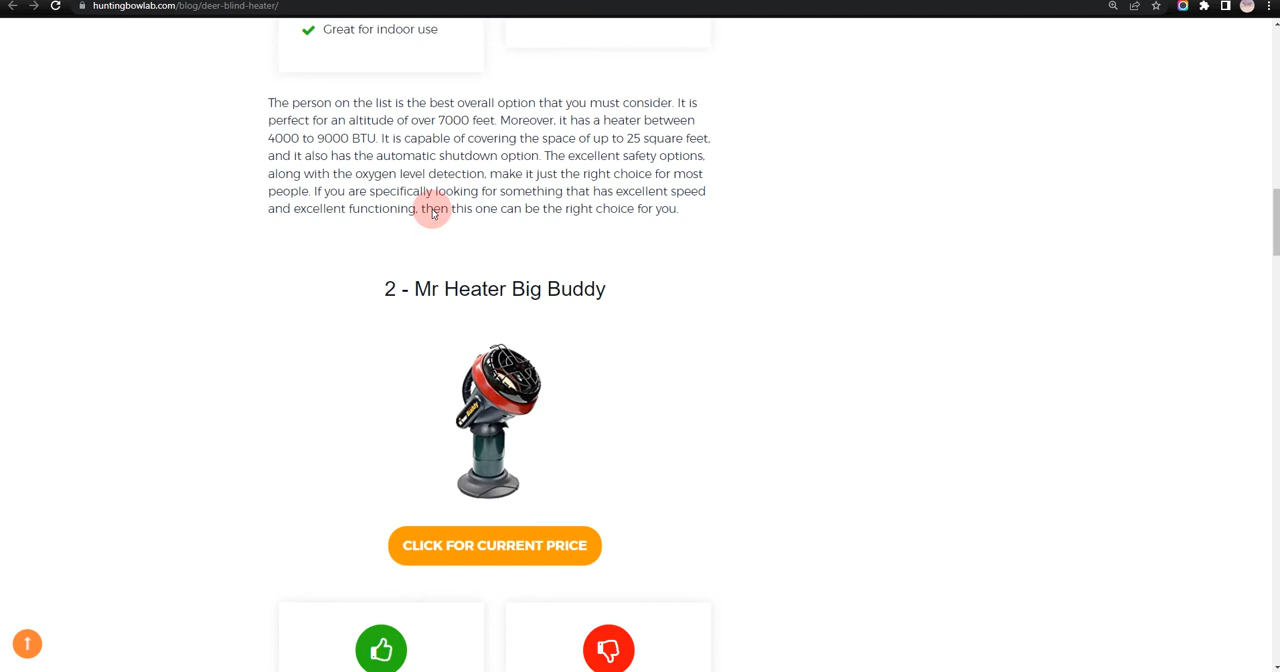 huntingbowlab.com/blog/deer-blind-heater/
Great for indoor use
The person on the list is the best overall option that you must consider. It is
perfect for an altitude of over 7000 feet. Moreover, it has a heater between
4000 to 9000 BTU. It is capable of covering the space of up to 25 square feet,
and it also has the automatic shutdown option. The excellent safety options,
along with the oxygen level detection, make it just the right choice for most
people. If you are specifically looking for something that has excellent speed
and excellent functioning, then this one can be the right choice for you.
2 - Mr Heater Big Buddy
Buddy
CLICK FOR CURRENT PRICE